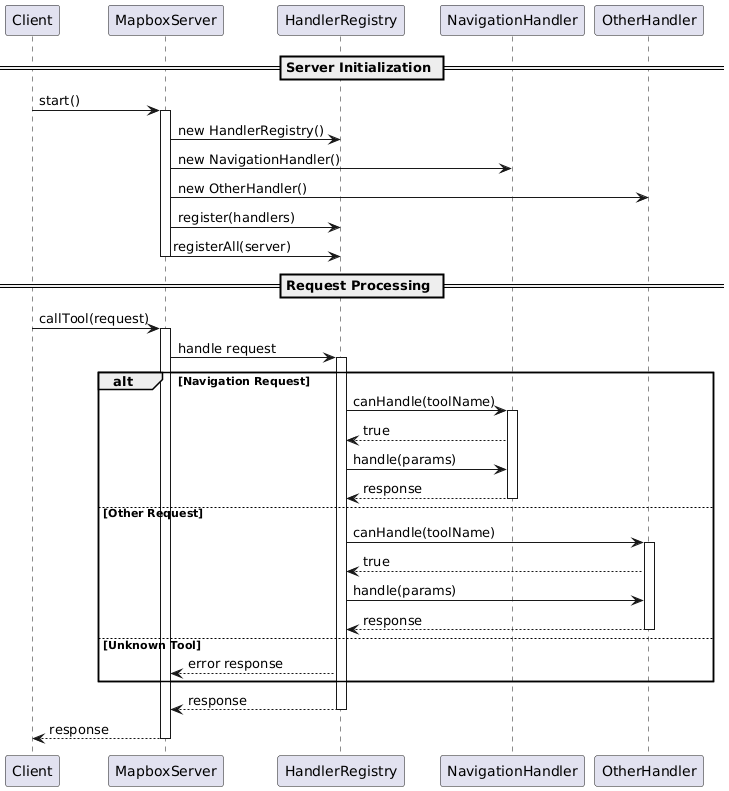 Client MapboxServer HandlerRegistry NavigationHandler OtherHandler
Server Initialization
start()
new HandlerRegistry()
new NavigationHandler()
new OtherHandler()
register(handlers)
registerAll(server)
Request Processing
callTool(request)
handle request
alt [Navigation Request]
canHandle(toolName)
true
handle(params)
response
[Other Request]
canHandle(toolName)
true
handle(params)
response
[Unknown Tool]
error response
response
response
Client MapboxServer HandlerRegistry NavigationHandler OtherHandler